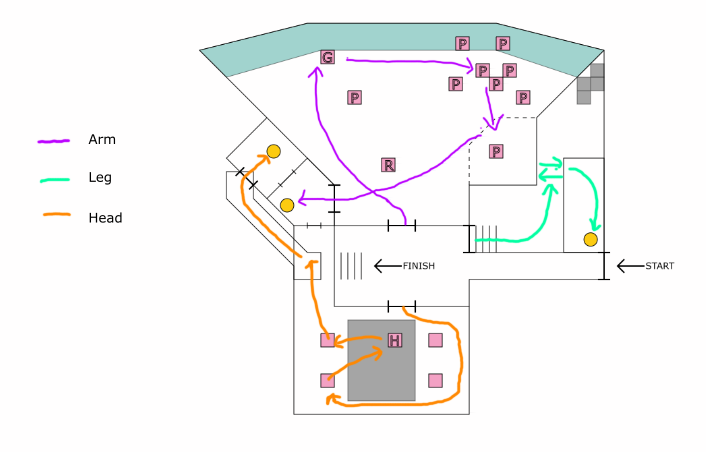 P P
G P P
P P
P P
Arm
P
R
Leg
Head
FINISH
START
H